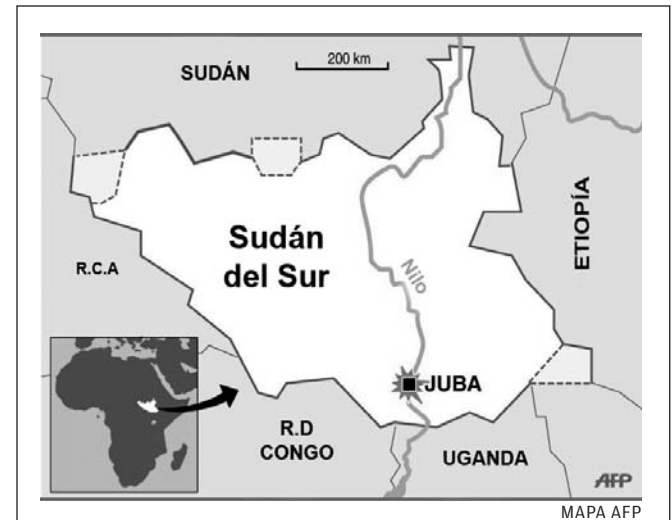 200 km
SUDÁN
Sudán
del Sur
ETIOPÍA
R.C.A
Nilo
JUBA
R.D
CONGO
UGANDA
AFP
MAPA AFP